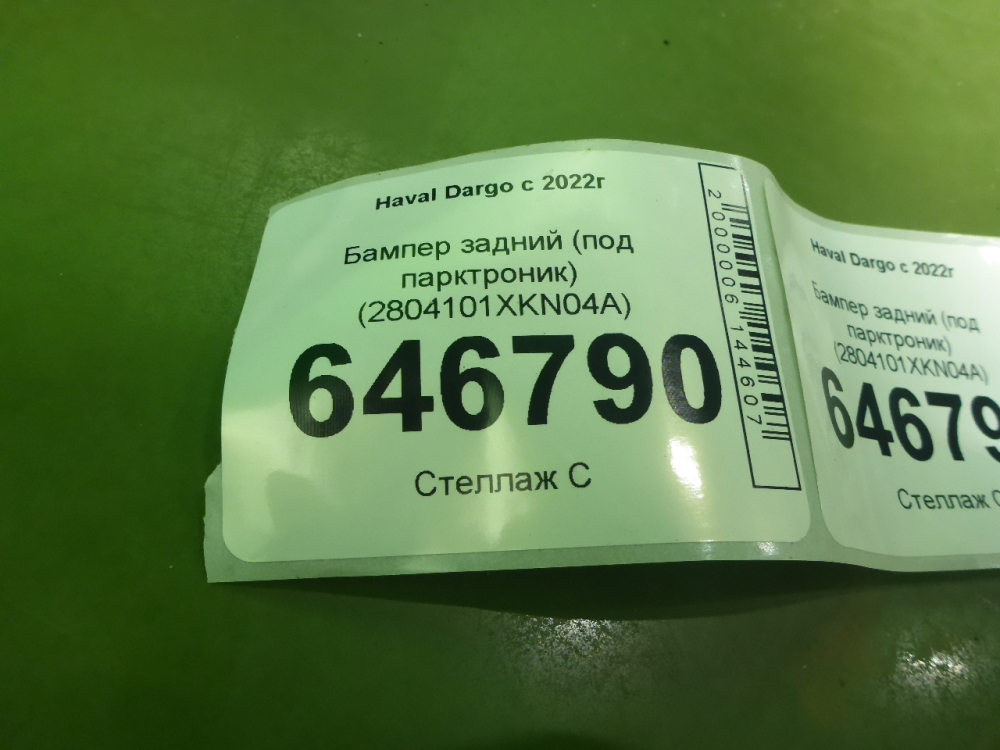 Haval Dargo с 2022г
Бампер задний (под
парктроник)
(2804101XKN04A)
646790
Стеллаж С
2000006144607
Haval Dargo с 2022г
Бампер задний (под
парктроник)
(2804101XKN04A)
64679
Стеллаж